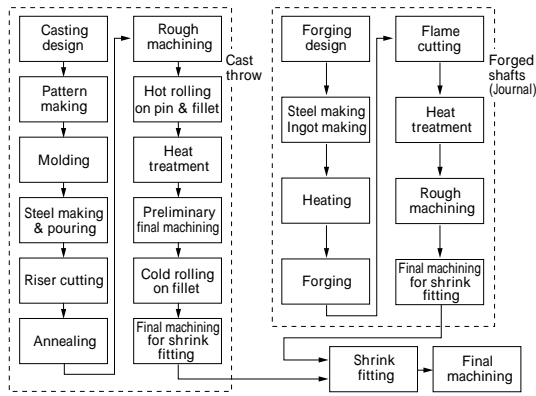 Casting
design
Pattern
making
Molding
Steel making
& pouring
Riser cutting
Annealing
Rough
machining
Hot rolling
on pin & fillet
Heat
treatment
Preliminary
final machining
Cold rolling
on fillet
Final machining
for shrink
fitting
Cast
throw
Forging
design
Steel making
Ingot making
Heating
Forging
Flame
cutting
Heat
treatment
Rough
machining
Final machining
for shrink
fitting
Forged
shafts
(Journal)
Shrink
fitting
Final
machining